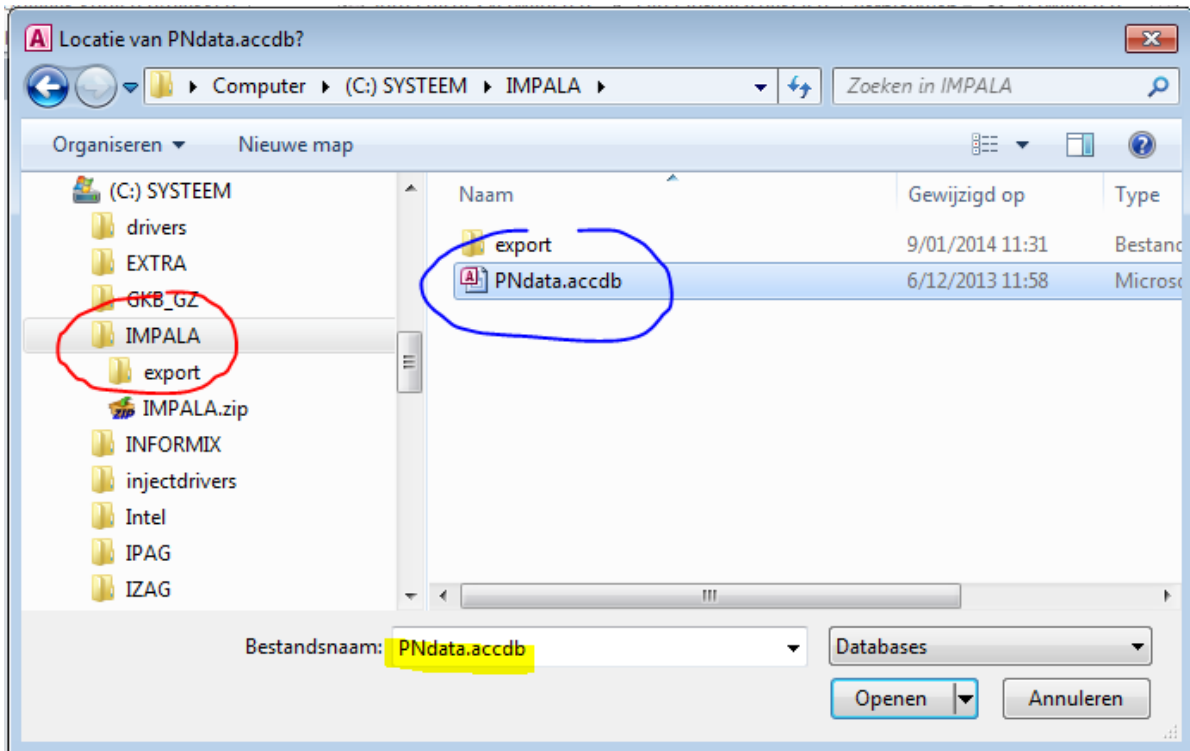 Locatie van PNdata.accdb?
Computer (C:) SYSTEEM IMPALA
Zoeken in IMPALA
Organiseren
Nieuwe map
(C:) SYSTEEM
drivers
EXTRA
GKB_GZ
IMPALA
export
IMPALA.zip
INFORMIX
injectdrivers
Intel
IPAG
IZAG
Naam Gewijzigd op Type
export 9/01/2014 11:31 Bestand
PNdata.accdb 6/12/2013 11:58 Microso
Bestandsnaam: PNdata.accdb Databases
Openen Annuleren